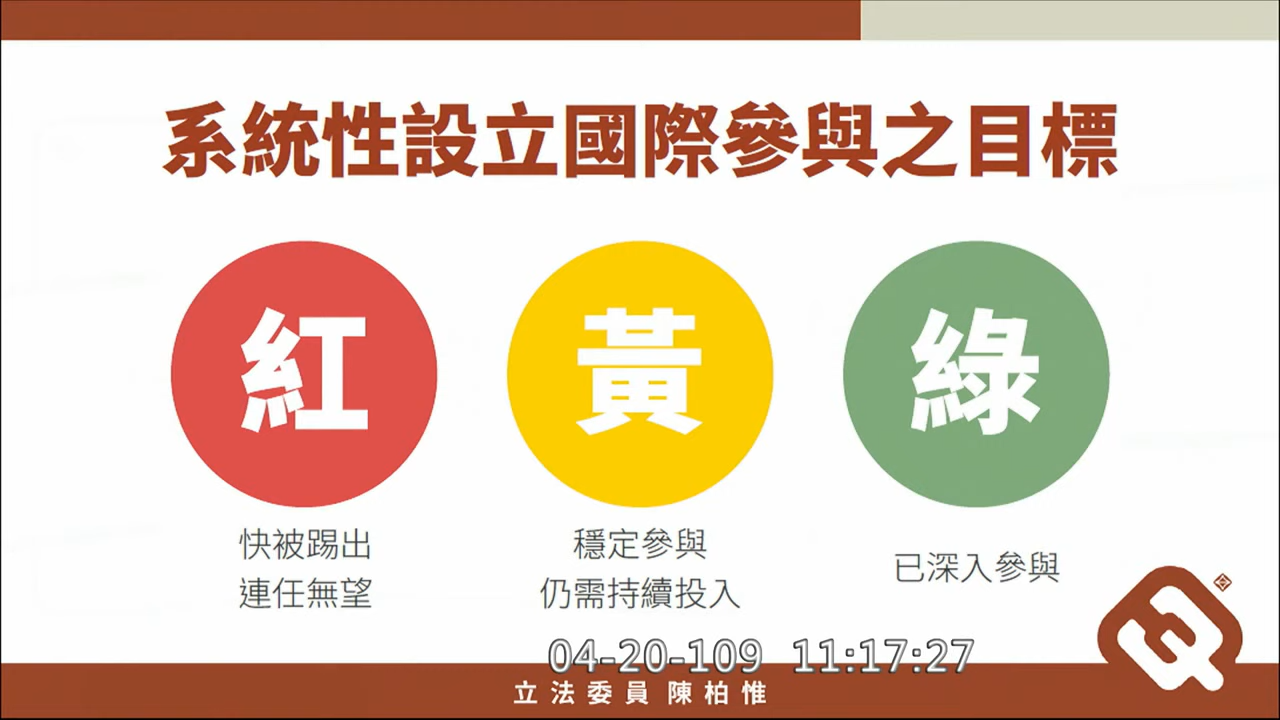 系統性設立國際參與之目標
紅
黃
綠
快被踢出
連任無望
穩定參與
仍需持續投入
已深入參與
04-20-109 11:17:27
立法委員 陳柏惟